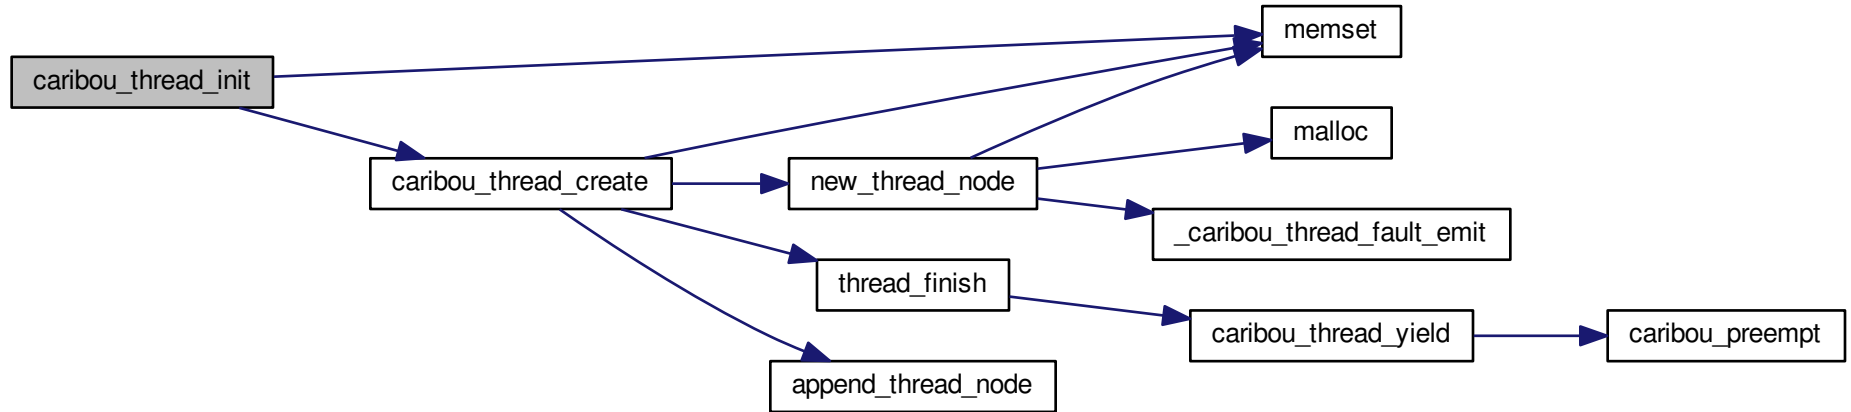 memset
caribou_thread_init
malloc
caribou_thread_create
new_thread_node
_caribou_thread_fault_emit
thread_finish
caribou_thread_yield
caribou_preempt
append_thread_node